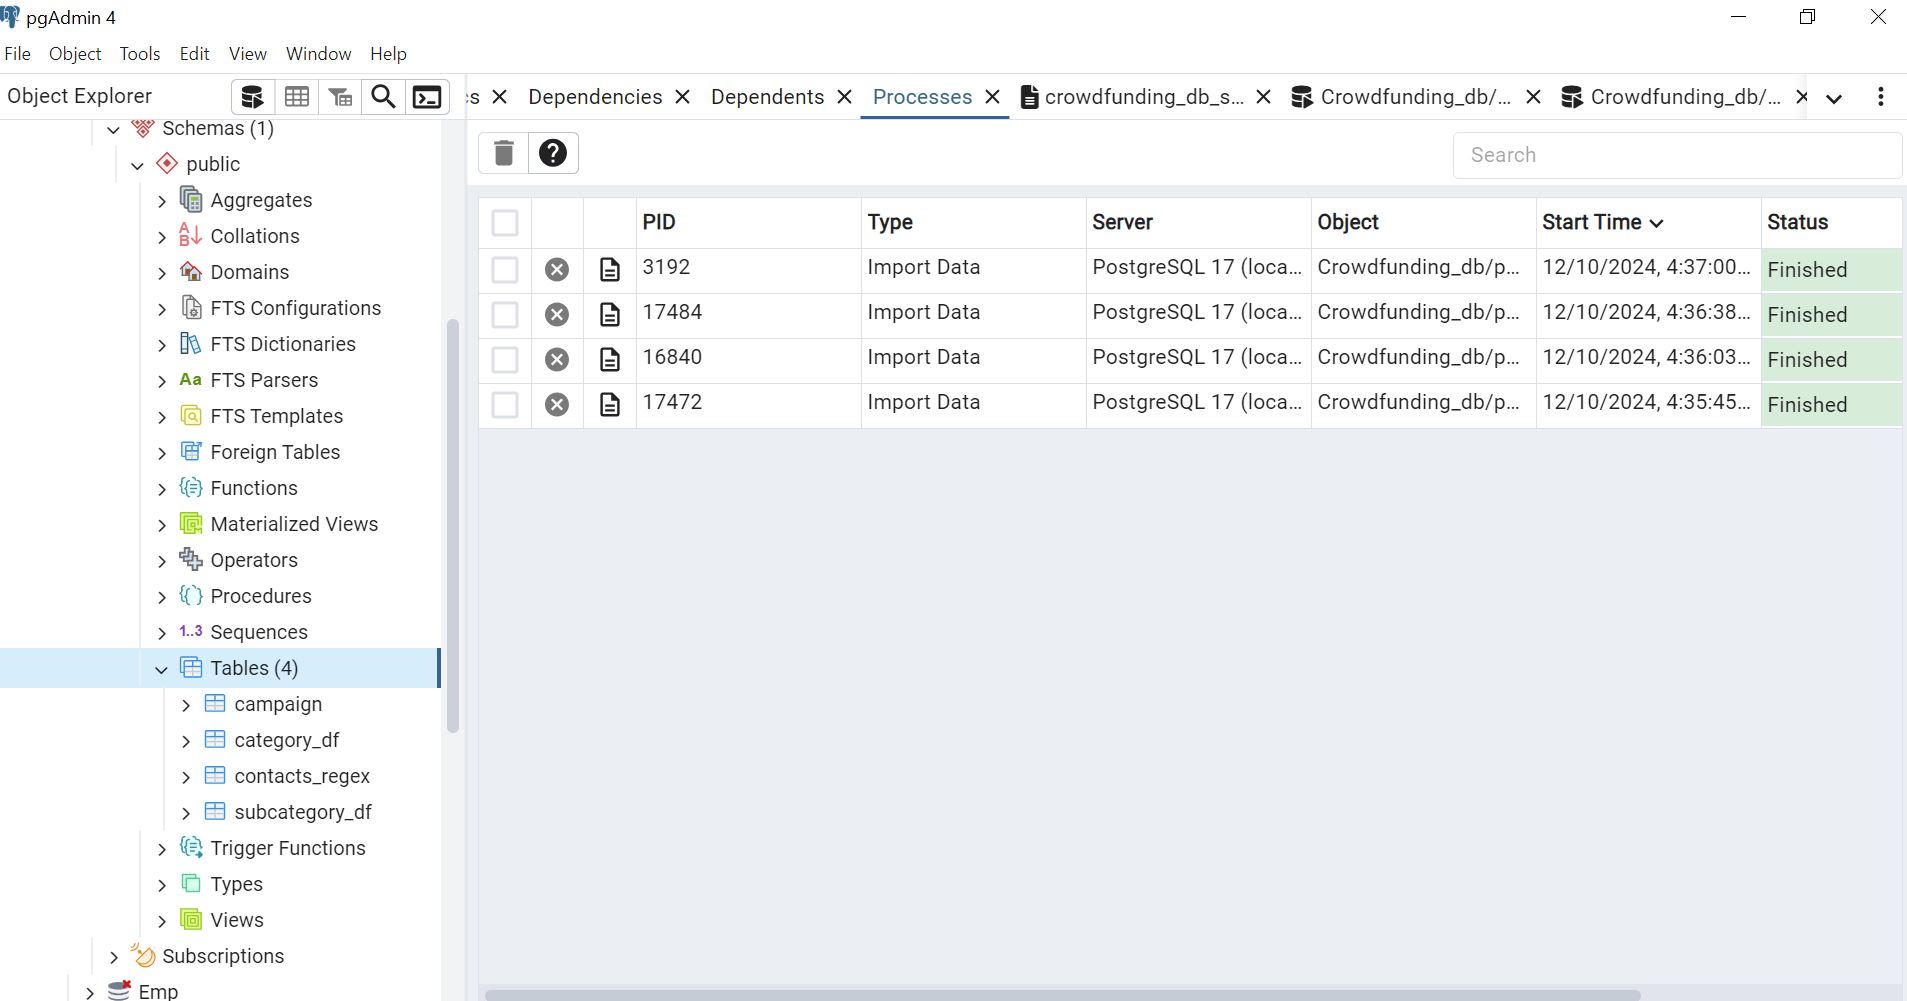 pgAdmin 4
File Object Tools Edit View Window Help
Object Explorer
s Dependencies Dependents Processes crowdfunding_db_s... Crowdfunding_db/... Crowdfunding_db/...
Schemas (1)
public
Aggregates
Collations
Domains
FTS Configurations
FTS Dictionaries
Aa FTS Parsers
FTS Templates
Foreign Tables
Functions
Materialized Views
Operators
Procedures
1..3 Sequences
Tables (4)
campaign
category_df
contacts_regex
subcategory_df
Trigger Functions
Types
Views
Subscriptions
Emp
Search
PID Type Server Object Start Time Status
3192 Import Data PostgreSQL 17 (loca... Crowdfunding_db/p... 12/10/2024, 4:37:00... Finished
17484 Import Data PostgreSQL 17 (loca... Crowdfunding_db/p... 12/10/2024, 4:36:38... Finished
16840 Import Data PostgreSQL 17 (loca... Crowdfunding_db/p... 12/10/2024, 4:36:03... Finished
17472 Import Data PostgreSQL 17 (loca... Crowdfunding_db/p... 12/10/2024, 4:35:45... Finished